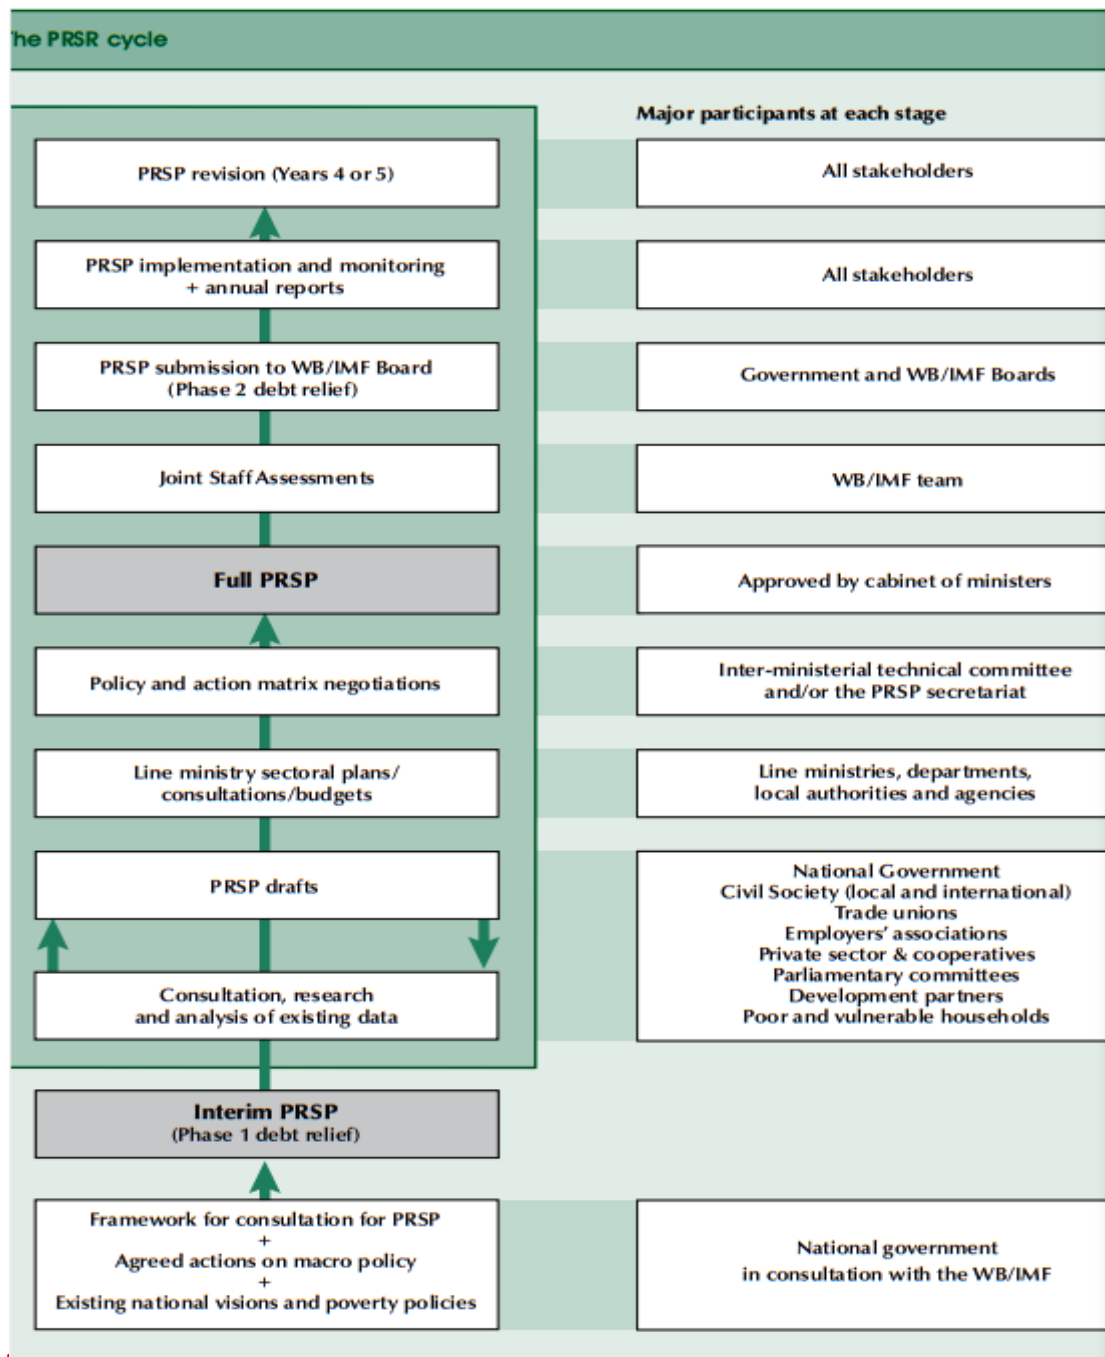 he PRSR cycle
Major participants at each stage
PRSP revision (Years 4 or 5)
All stakeholders
PRSP implementation and monitoring
+ annual reports
All stakeholders
PRSP submission to WB/IMF Board
(Phase 2 debt relief)
Government and WB/IMF Boards
Joint Staff Assessments
WB/IMF team
Full PRSP
Approved by cabinet of ministers
Policy and action matrix negotiations
Inter-ministerial technical committee
and/or the PRSP secretariat
Line ministry sectoral plans/
consultations/budgets
Line ministries, departments,
local authorities and agencies
PRSP drafts
Consultation, research
and analysis of existing data
National Government
Civil Society (local and international)
Trade unions
Employers' associations
Private sector & cooperatives
Parliamentary committees
Development partners
Poor and vulnerable households
Interim PRSP
(Phase 1 debt relief)
Framework for consultation for PRSP
+
Agreed actions on macro policy
+
Existing national visions and poverty policies
National government
in consultation with the WB/IMF